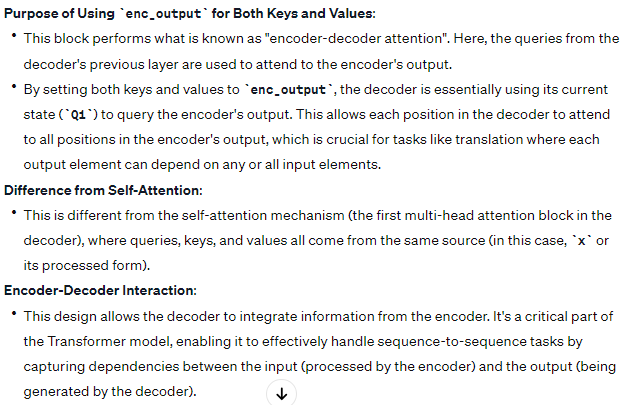 Purpose of Using `enc_output` for Both Keys and Values:
• This block performs what is known as "encoder-decoder attention". Here, the queries from the
decoder's previous layer are used to attend to the encoder's output.
• By setting both keys and values to `enc_output`, the decoder is essentially using its current
state (`Q1`) to query the encoder's output. This allows each position in the decoder to attend
to all positions in the encoder's output, which is crucial for tasks like translation where each
output element can depend on any or all input elements.
Difference from Self-Attention:
• This is different from the self-attention mechanism (the first multi-head attention block in the
decoder), where queries, keys, and values all come from the same source (in this case, `x` or
its processed form).
Encoder-Decoder Interaction:
• This design allows the decoder to integrate information from the encoder. It's a critical part of
the Transformer model, enabling it to effectively handle sequence-to-sequence tasks by
capturing dependencies between the input (processed by the encoder) and the output (being
generated by the decoder).